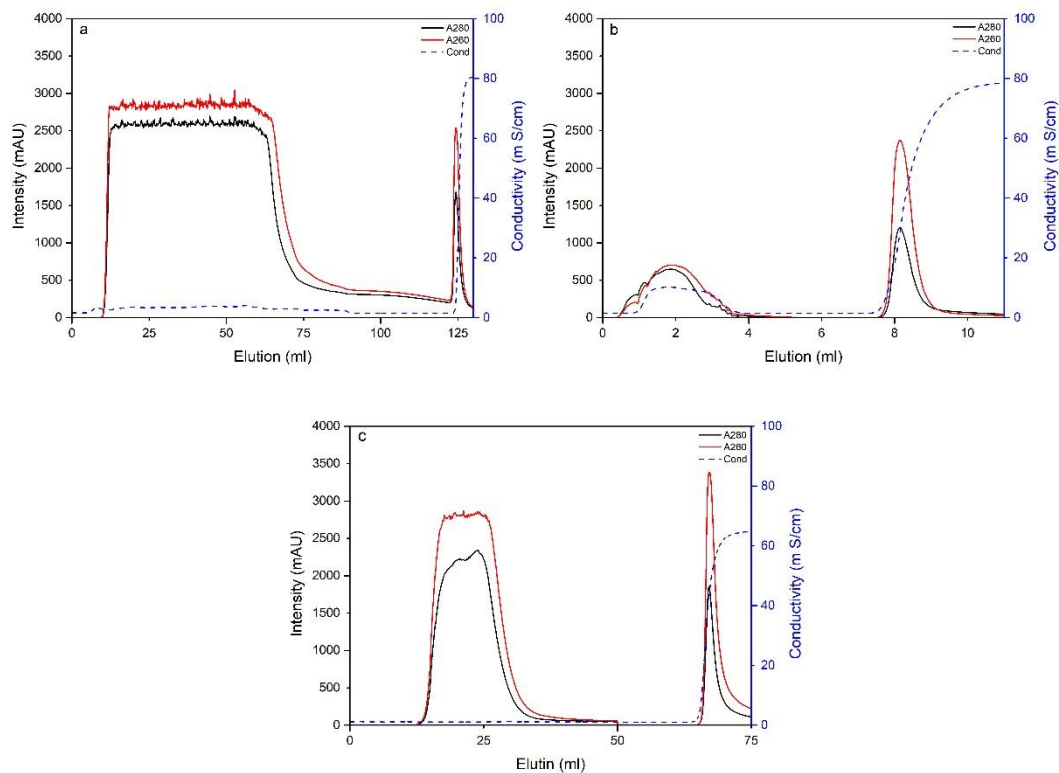 a
A280
A260
Cond
4000
3500
3000
2500
2000
1500
1000
500
0
Intensity (mAU)
100
80
60
40
20
0
Conductivity (m S/cm)
0
25
50
75
100
125
Elution (ml)
b
A280
A260
Cond
4000
3500
3000
2500
2000
1500
1000
500
0
Intensity (mAU)
100
80
60
40
20
0
Conductivity (m S/cm)
0
2
4
6
8
10
Elution (ml)
c
A280
A280
Cond
4000
3500
3000
2500
2000
1500
1000
500
0
Intensity (mAU)
100
80
60
40
20
0
Conductivity (m S/cm)
0
25
50
75
Elutin (ml)